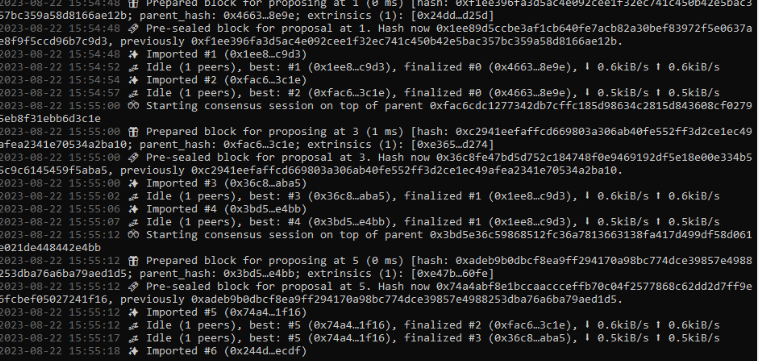 2023-08-22 15:54:48 🎁 Prepared block for proposing at 1 (0 ms) [hash: 0xf1ee396fa3d5ac4e092cee1f32ec741c450b42e5bac3
57bc359a58d8166ae12b; parent_hash: 0x4663…8e9e; extrinsics (1): [0x24dd…d25d]
2023-08-22 15:54:48 🚀 Pre-sealed block for proposal at 1. Hash now 0x1ee89d5ccbe3af1cb640fe7acb82a30bef83972f5e0637a
e8f9f5ccd96b7c9d3, previously 0xf1ee396fa3d5ac4e092cee1f32ec741c450b42e5bac357bc359a58d8166ae12b.
2023-08-22 15:54:48 ✨ Imported #1 (0x1ee8…c9d3)
2023-08-22 15:54:52 💤 Idle (1 peers), best: #1 (0x1ee8…c9d3), finalized #0 (0x4663…8e9e), ⬇ 0.6kiB/s ⬆ 0.6kiB/s
2023-08-22 15:54:54 ✨ Imported #2 (0xfac6…3c1e)
2023-08-22 15:54:57 💤 Idle (1 peers), best: #2 (0xfac6…3c1e), finalized #0 (0x4663…8e9e), ⬇ 0.6kiB/s ⬆ 0.6kiB/s
2023-08-22 15:55:00 🙌 Starting consensus session on top of parent 0xfac6cdc1277342db7cffc185d98634c2815d843608cf0279
5eb8f31ebb6d3c1e
2023-08-22 15:55:00 🎁 Prepared block for proposing at 3 (1 ms) [hash: 0xc2941eefaffcd669803a306ab40fe552ff3d2ce1ec49
afea2341e70534a2ba10; parent_hash: 0xfac6…3c1e; extrinsics (1): [0xe365…d274]
2023-08-22 15:55:00 🚀 Pre-sealed block for proposal at 3. Hash now 0x36c8fe47bd5d752c184748f0e9469192df5e18e00e334b5
5c9c6145459f5aba5, previously 0xc2941eefaffcd669803a306ab40fe552ff3d2ce1ec49afea2341e70534a2ba10.
2023-08-22 15:55:00 ✨ Imported #3 (0x36c8…aba5)
2023-08-22 15:55:02 💤 Idle (1 peers), best: #3 (0x36c8…aba5), finalized #1 (0x1ee8…c9d3), ⬇ 0.6kiB/s ⬆ 0.6kiB/s
2023-08-22 15:55:06 ✨ Imported #4 (0x3bd5…e4bb)
2023-08-22 15:55:07 💤 Idle (1 peers), best: #4 (0x3bd5…e4bb), finalized #1 (0x1ee8…c9d3), ⬇ 0.5kiB/s ⬆ 0.5kiB/s
2023-08-22 15:55:12 🙌 Starting consensus session on top of parent 0x3bd5e36c59868512fc36a7813663138fa417d499df58d061
e021de448442e4bb
2023-08-22 15:55:12 🎁 Prepared block for proposing at 5 (0 ms) [hash: 0xadeb9b0dbcf8ea9ff294170a98bc774dce39857e4988
253dba76a6ba79aed1d5; parent_hash: 0x3bd5…e4bb; extrinsics (1): [0xe47b…60fe]
2023-08-22 15:55:12 🚀 Pre-sealed block for proposal at 5. Hash now 0x74a4abf8e1bccaaccceffb70c04f2577868c62dd2d7ff9e
6fcbef05027241f16, previously 0xadeb9b0dbcf8ea9ff294170a98bc774dce39857e4988253dba76a6ba79aed1d5.
2023-08-22 15:55:12 ✨ Imported #5 (0x74a4…1f16)
2023-08-22 15:55:12 💤 Idle (1 peers), best: #5 (0x74a4…1f16), finalized #2 (0xfac6…3c1e), ⬇ 0.6kiB/s ⬆ 0.6kiB/s
2023-08-22 15:55:17 💤 Idle (1 peers), best: #5 (0x74a4…1f16), finalized #3 (0x36c8…aba5), ⬇ 0.5kiB/s ⬆ 0.5kiB/s
2023-08-22 15:55:18 ✨ Imported #6 (0x244d…ecdf)